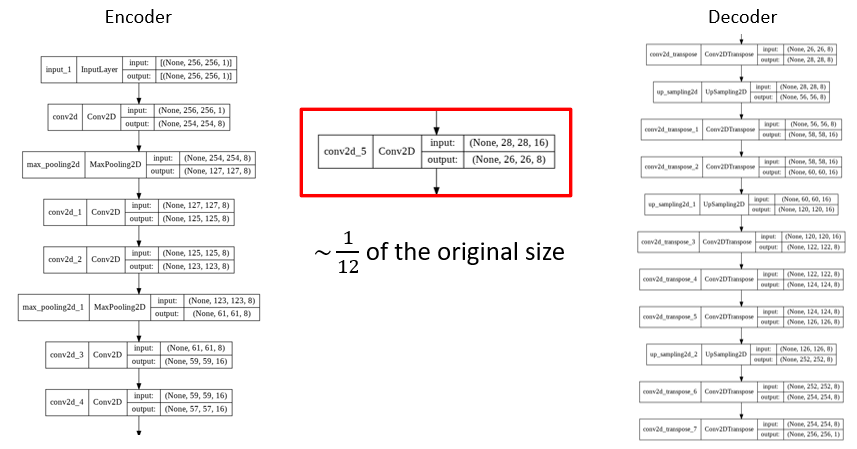 Encoder
input_1 InputLayer input: [(None, 256, 256, 1)]
output: [(None, 256, 256, 1)]
conv2d Conv2D input: (None, 256, 256, 1)
output: (None, 254, 254, 8)
max_pooling2d MaxPooling2D input: (None, 254, 254, 8)
output: (None, 127, 127, 8)
conv2d_1 Conv2D input: (None, 127, 127, 8)
output: (None, 125, 125, 8)
conv2d_2 Conv2D input: (None, 125, 125, 8)
output: (None, 123, 123, 8)
max_pooling2d_1 MaxPooling2D input: (None, 123, 123, 8)
output: (None, 61, 61, 8)
conv2d_3 Conv2D input: (None, 61, 61, 8)
output: (None, 59, 59, 16)
conv2d_4 Conv2D input: (None, 59, 59, 16)
output: (None, 57, 57, 16)
conv2d_5 Conv2D input: (None, 28, 28, 16)
output: (None, 26, 26, 8)
~1/12 of the original size
Decoder
conv2d_transpose Conv2DTranspose input: (None, 26, 26, 8)
output: (None, 28, 28, 8)
up_sampling2d UpSampling2D input: (None, 28, 28, 8)
output: (None, 56, 56, 8)
conv2d_transpose_1 Conv2DTranspose input: (None, 56, 56, 8)
output: (None, 58, 58, 16)
conv2d_transpose_2 Conv2DTranspose input: (None, 58, 58, 16)
output: (None, 60, 60, 16)
up_sampling2d_1 UpSampling2D input: (None, 60, 60, 16)
output: (None, 120, 120, 16)
conv2d_transpose_3 Conv2DTranspose input: (None, 120, 120, 16)
output: (None, 122, 122, 8)
conv2d_transpose_4 Conv2DTranspose input: (None, 122, 122, 8)
output: (None, 124, 124, 8)
conv2d_transpose_5 Conv2DTranspose input: (None, 124, 124, 8)
output: (None, 126, 126, 8)
up_sampling2d_2 UpSampling2D input: (None, 126, 126, 8)
output: (None, 252, 252, 8)
conv2d_transpose_6 Conv2DTranspose input: (None, 252, 252, 8)
output: (None, 254, 254, 8)
conv2d_transpose_7 Conv2DTranspose input: (None, 254, 254, 8)
output: (None, 256, 256, 1)